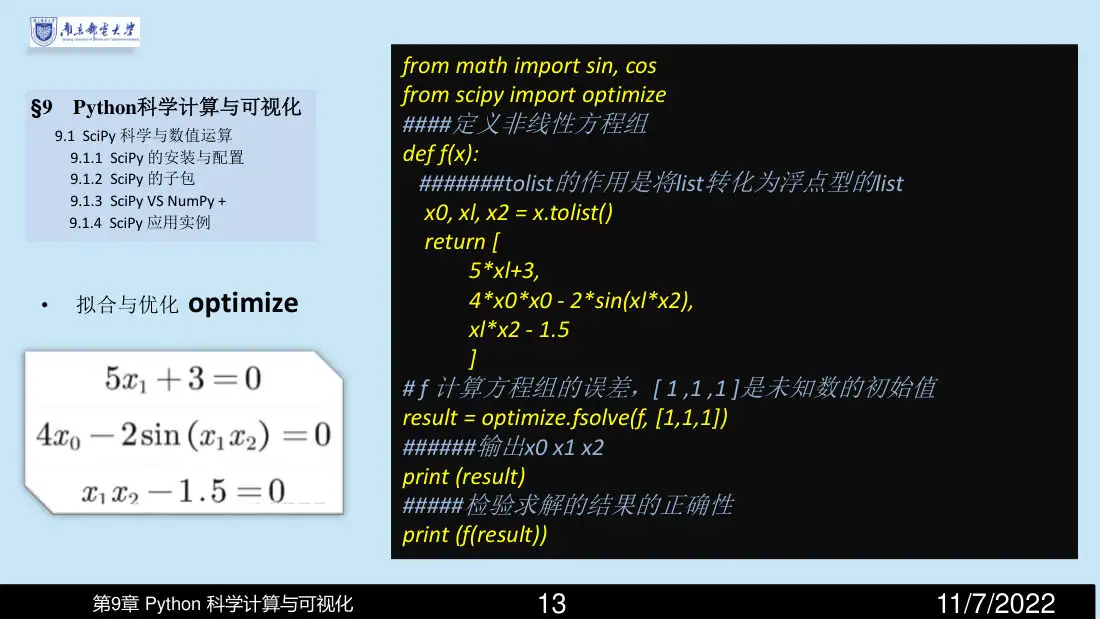 南京邮电大学
§9 Python科学计算与可视化
9.1 SciPy 科学与数值运算
9.1.1 SciPy 的安装与配置
9.1.2 SciPy 的子包
9.1.3 SciPy VS NumPy +
9.1.4 SciPy 应用实例
• 拟合与优化 optimize
5x₁ + 3 = 0
4x₀ − 2 sin (x₁x₂) = 0
x₁x₂ − 1.5 = 0
from math import sin, cos
from scipy import optimize
####定义非线性方程组
def f(x):
#######tolist的作用是将list转化为浮点型的list
x0, xl, x2 = x.tolist()
return [
5*xl+3,
4*x0*x0 - 2*sin(xl*x2),
xl*x2 - 1.5
]
# f 计算方程组的误差，[ 1 ,1 ,1 ]是未知数的初始值
result = optimize.fsolve(f, [1,1,1])
######输出x0 x1 x2
print (result)
#####检验求解的结果的正确性
print (f(result))
第9章 Python 科学计算与可视化
13
11/7/2022